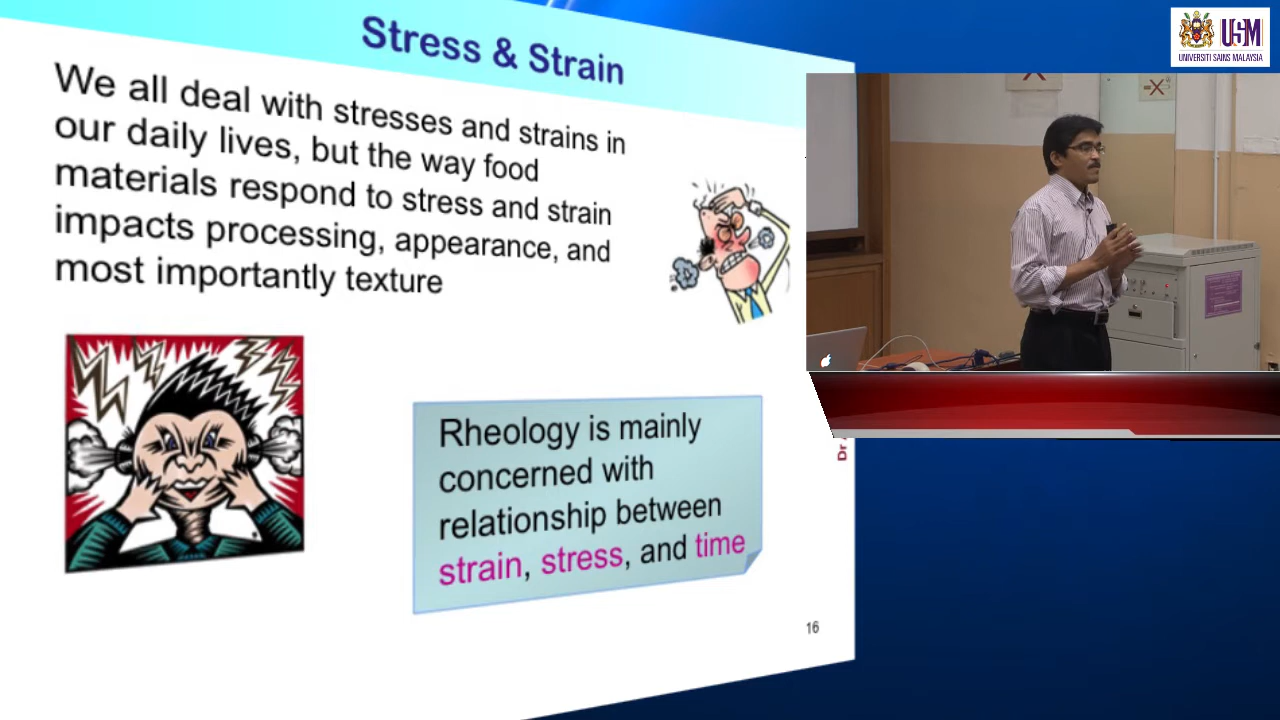 Stress & Strain
We all deal with stresses and strains in
our daily lives, but the way food
materials respond to stress and strain
impacts processing, appearance, and
most importantly texture
Rheology is mainly
concerned with
relationship between
strain, stress, and time
16
Dr
USM
UNIVERSITI SAINS MALAYSIA